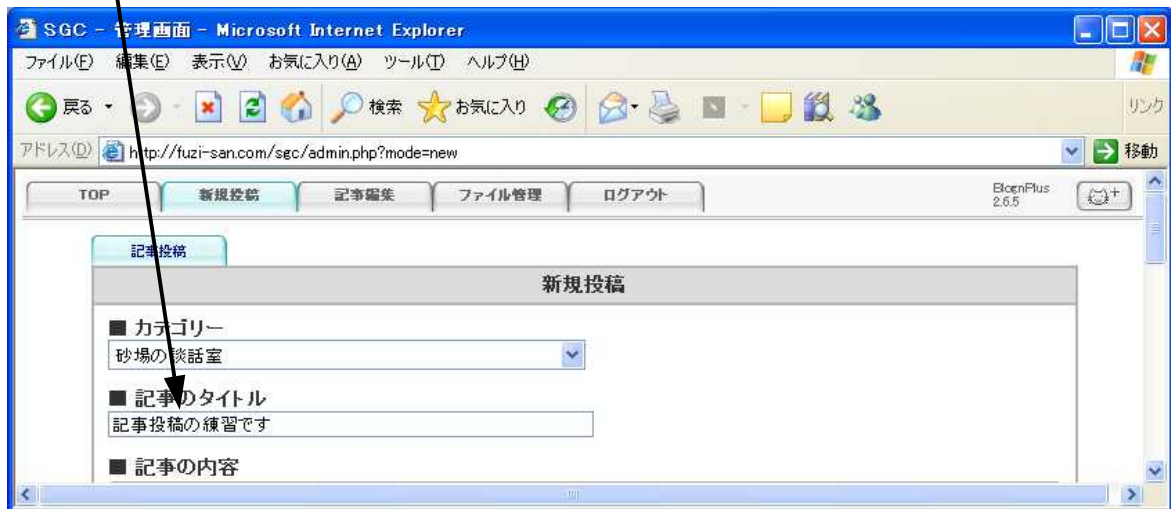 SGC - 管理画面 - Microsoft Internet Explorer
ファイル(F) 編集(E) 表示(V) お気に入り(A) ツール(T) ヘルプ(H)
戻る 検索 お気に入り リンク
アドレス(D) http://fuzi-san.com/sgc/admin.php?mode=new 移動
TOP 新規投稿 記事編集 ファイル管理 ログアウト BlognPlus
2.6.5
記事投稿
新規投稿
■ カテゴリー
砂場の談話室
■ 記事のタイトル
記事投稿の練習です
■ 記事の内容